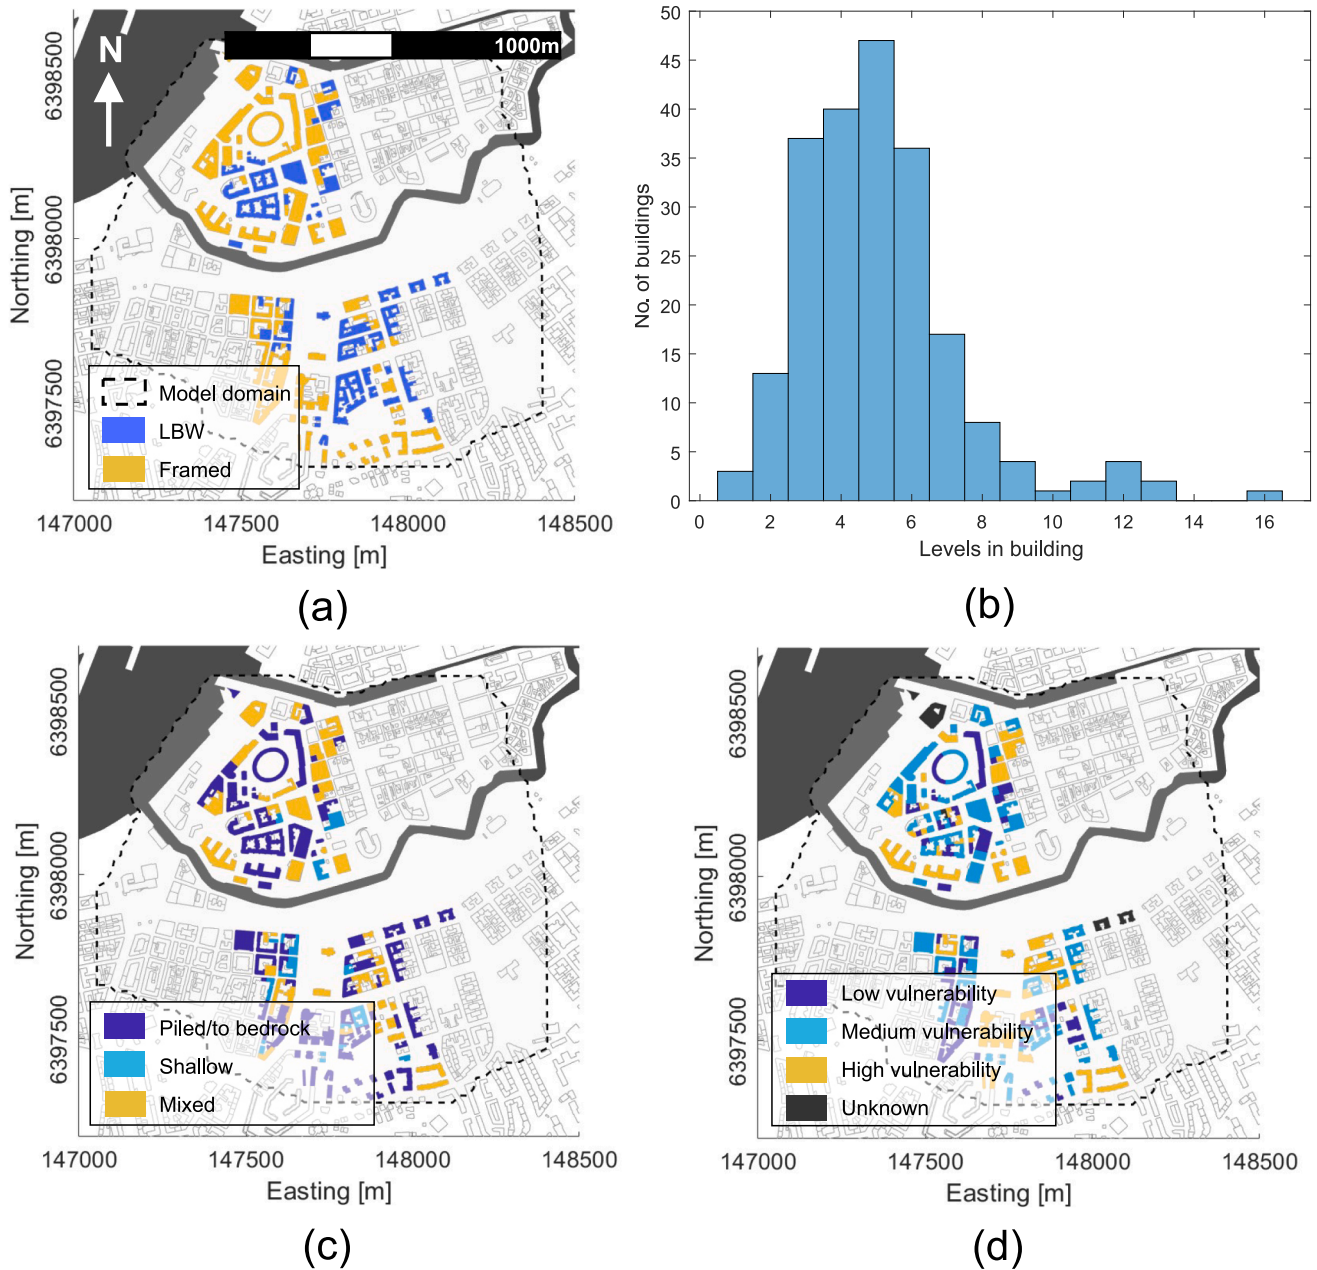 N
1000m
6398500
6398000
6397500
Northing [m]
Model domain
LBW
Framed
147000 147500 148000 148500
Easting [m]
(a)
50
45
40
35
30
25
20
15
10
5
0
No. of buildings
0 2 4 6 8 10 12 14 16
Levels in building
(b)
6398500
6398000
6397500
Northing [m]
Piled/to bedrock
Shallow
Mixed
147000 147500 148000 148500
Easting [m]
(c)
6398500
6398000
6397500
Northing [m]
Low vulnerability
Medium vulnerability
High vulnerability
Unknown
147000 147500 148000 148500
Easting [m]
(d)